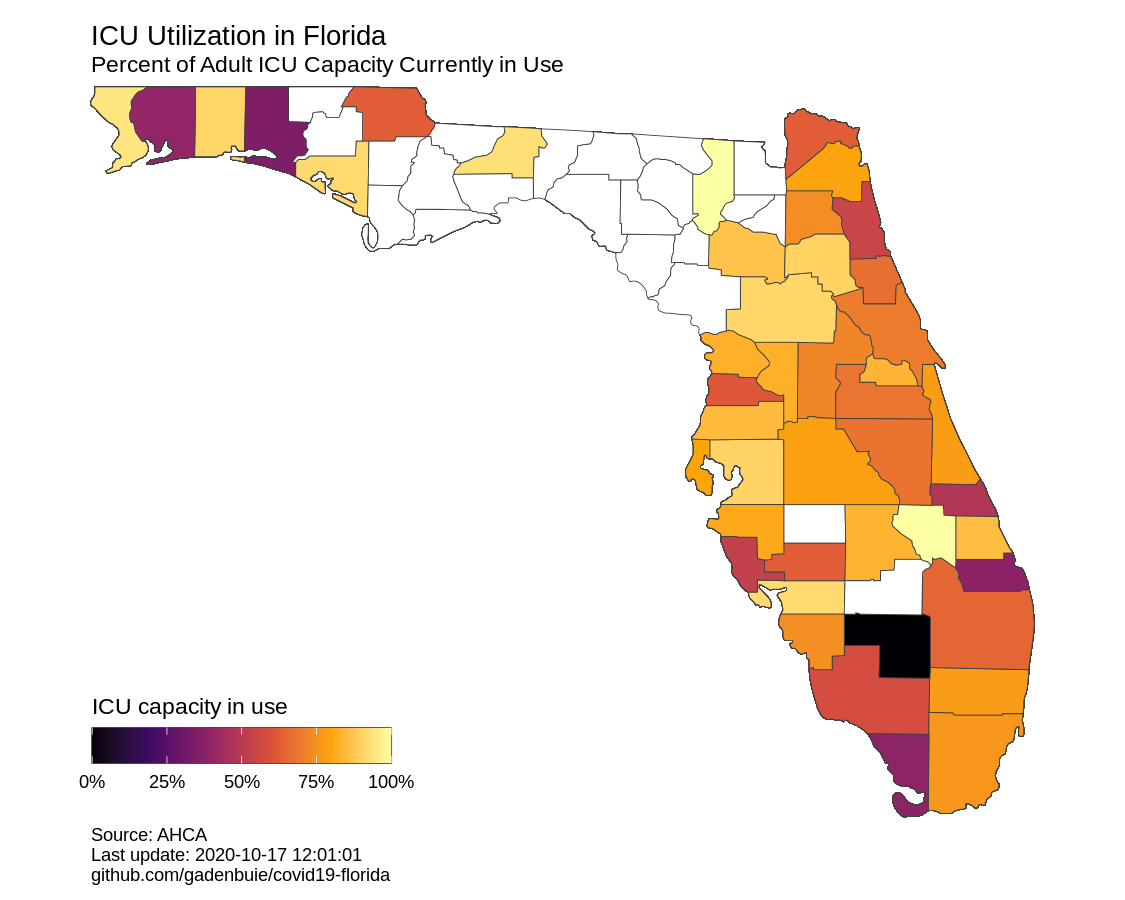 ICU Utilization in Florida
Percent of Adult ICU Capacity Currently in Use
ICU capacity in use
0% 25% 50% 75% 100%
Source: AHCA
Last update: 2020-10-17 12:01:01
github.com/gadenbuie/covid19-florida